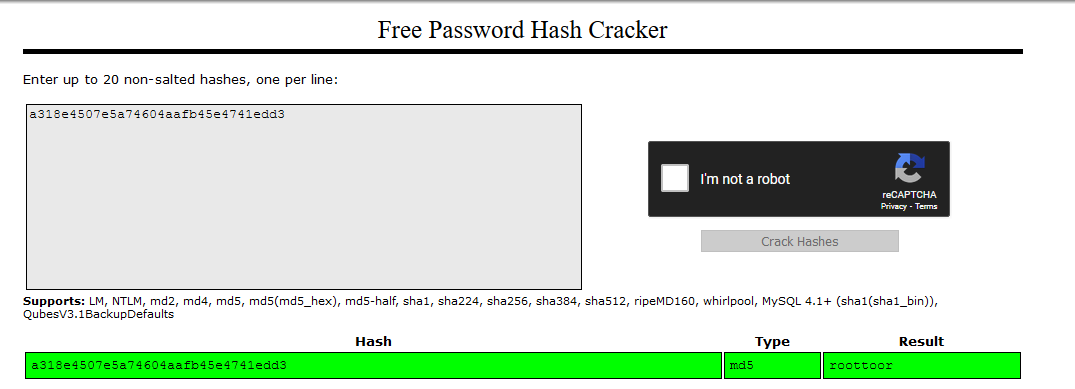 Free Password Hash Cracker
Enter up to 20 non-salted hashes, one per line:
a318e4507e5a74604aafb45e4741edd3
I'm not a robot
reCAPTCHA
Privacy - Terms
Crack Hashes
Supports: LM, NTLM, md2, md4, md5, md5(md5_hex), md5-half, sha1, sha224, sha256, sha384, sha512, ripeMD160, whirlpool, MySQL 4.1+ (sha1(sha1_bin)),
QubesV3.1BackupDefaults
Hash Type Result
a318e4507e5a74604aafb45e4741edd3 md5 roottoor